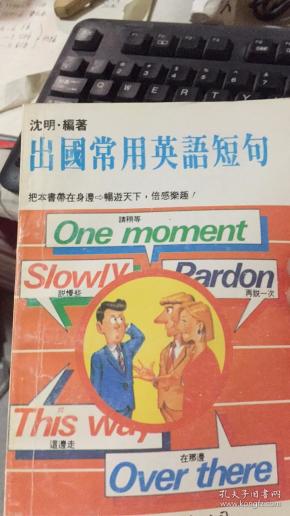 沈明·編著
出國常用英語短句
把本書帶在身邊⇨暢遊天下，倍感樂趣！
請稍等
One moment
Slowly
說慢些
Pardon
再說一次
This way
這邊走
在那邊
Over there
孔夫子旧书网